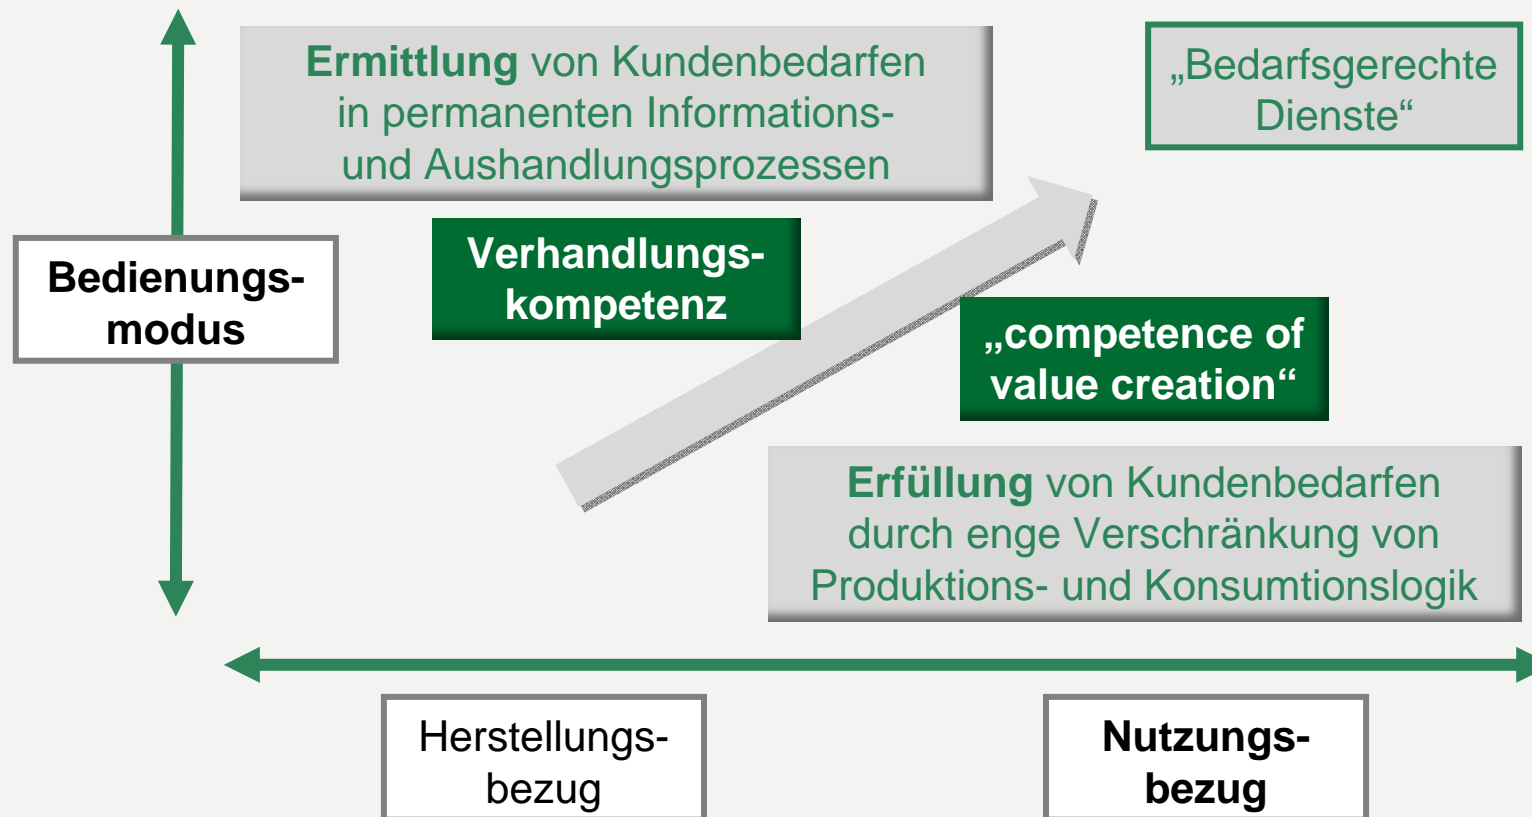 Ermittlung von Kundenbedarfen
in permanenten Informations-
und Aushandlungsprozessen
„Bedarfsgerechte
Dienste“
Bedienungs-
modus
Verhandlungs-
kompetenz
„competence of
value creation“
Erfüllung von Kundenbedarfen
durch enge Verschränkung von
Produktions- und Konsumtionslogik
Herstellungs-
bezug
Nutzungs-
bezug